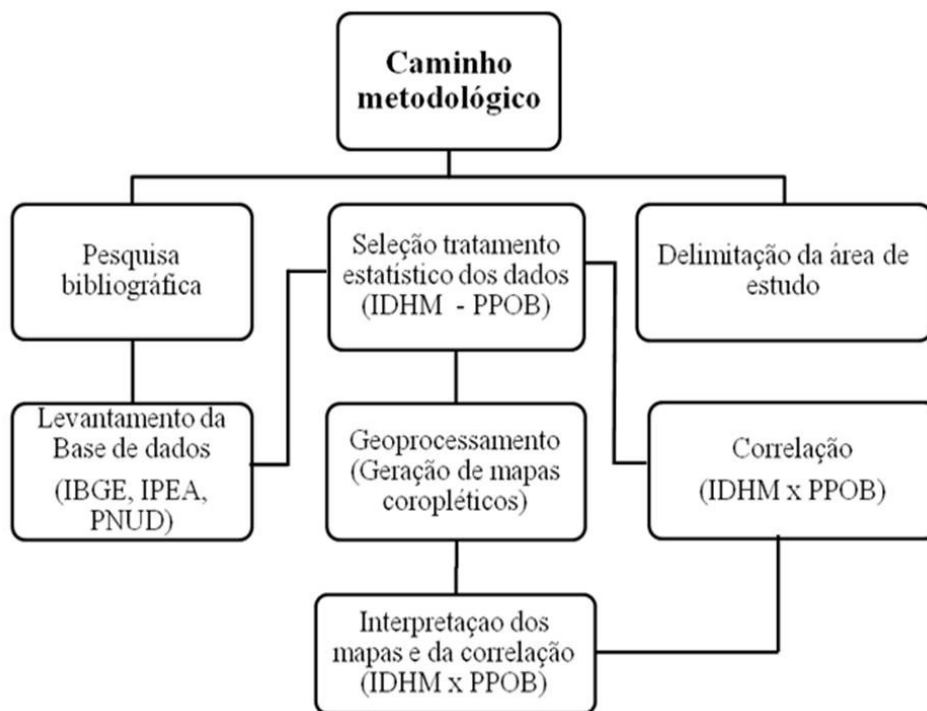 Caminho
metodológico
Pesquisa
bibliográfica
Seleção tratamento
estatístico dos dados
(IDHM - PPOB)
Delimitação da área de
estudo
Levantamento da
Base de dados
(IBGE, IPEA,
PNUD)
Geoprocessamento
(Geração de mapas
coropléticos)
Correlação
(IDHM x PPOB)
Interpretaçao dos
mapas e da correlação
(IDHM x PPOB)